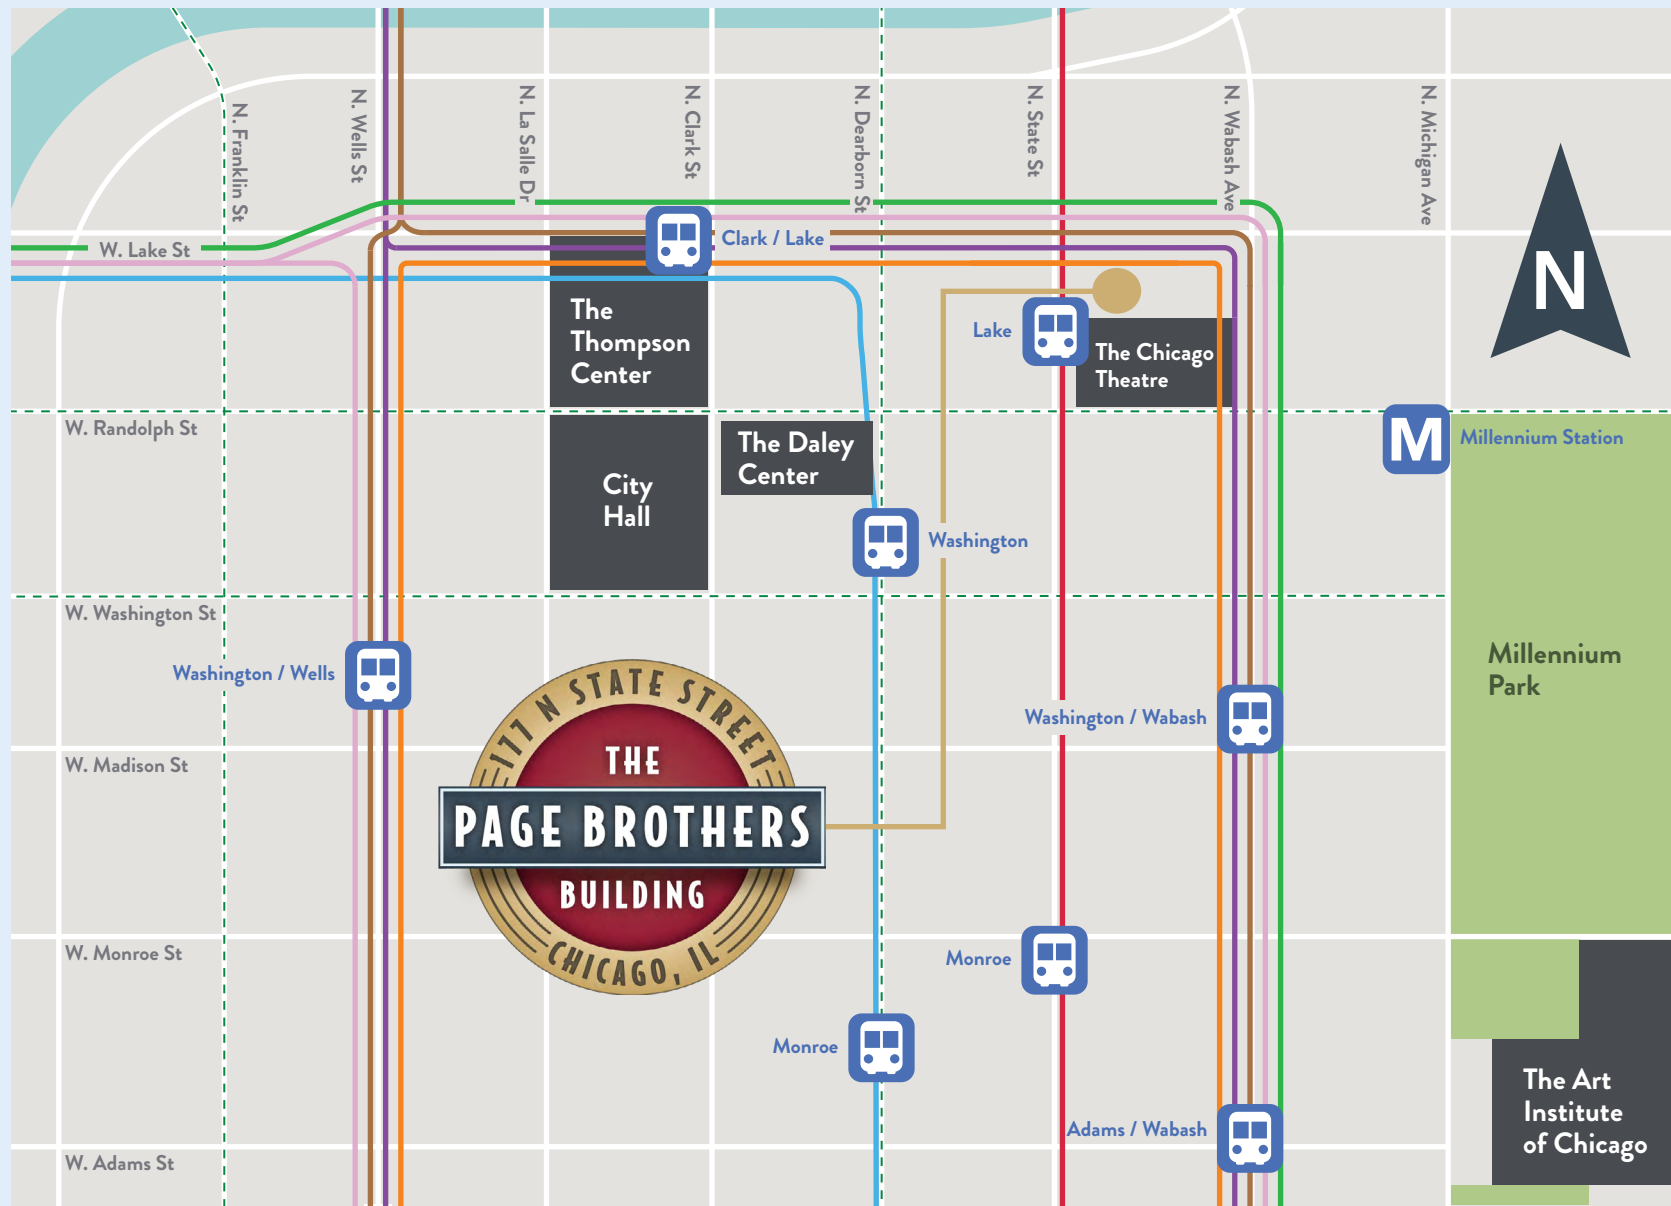 N. Franklin St
N. Wells St
N. La Salle Dr
N. Clark St
N. Dearborn St
N. State St
N. Wabash Ave
N. Michigan Ave
W. Lake St
Clark / Lake
N
The
Thompson
Center
Lake
The Chicago
Theatre
W. Randolph St
M
Millennium Station
The Daley
Center
City
Hall
Washington
W. Washington St
Washington / Wells
Millennium
Park
Washington / Wabash
W. Madison St
177 N STATE STREET
THE
PAGE BROTHERS
BUILDING
CHICAGO, IL
W. Monroe St
Monroe
Monroe
The Art
Institute
of Chicago
Adams / Wabash
W. Adams St